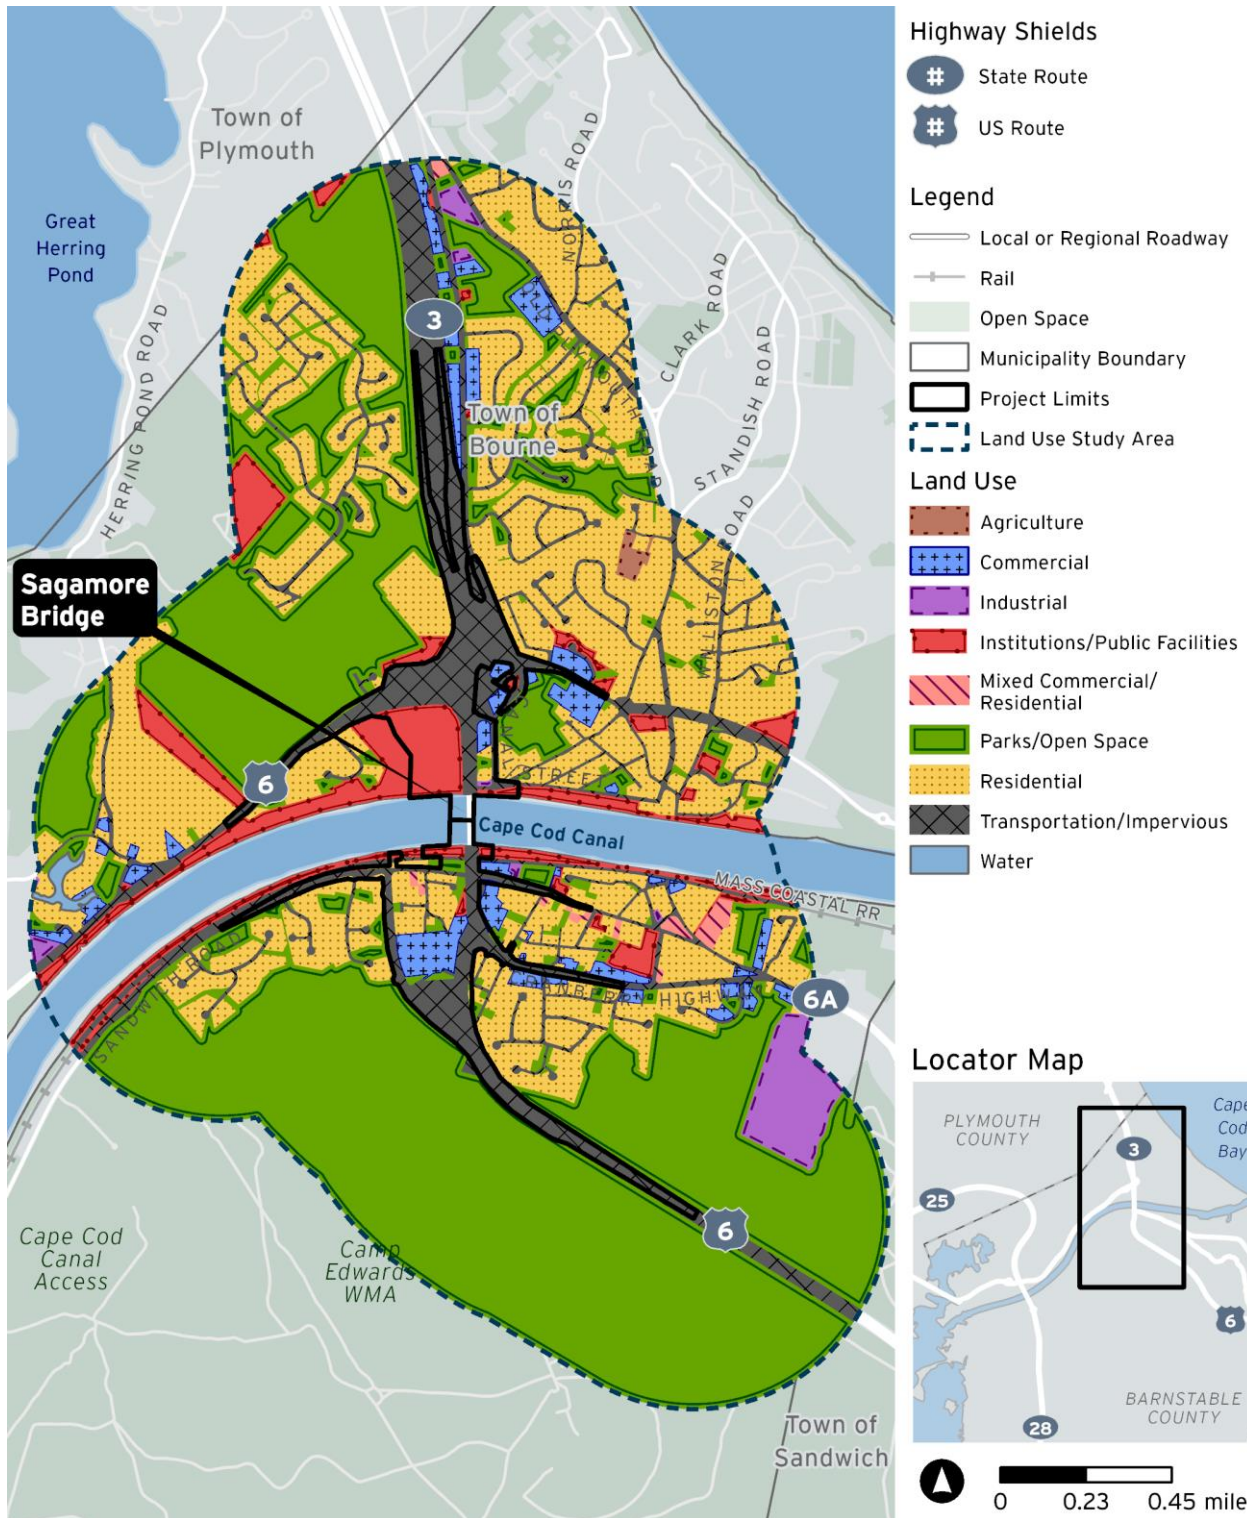 Town of
Plymouth
Great
Herring
Pond
HERRING POND ROAD
NORRIS ROAD
CLARK ROAD
STANDISH ROAD
3
Town of
Bourne
WILLISTON ROAD
Sagamore
Bridge
6
CANAL STREET
Cape Cod Canal
MASS COASTAL RR
SANDWICH ROAD
6A
6
Cape Cod
Canal
Access
Camp
Edwards
WMA
Town of
Sandwich
Highway Shields
# State Route
# US Route
Legend
Local or Regional Roadway
Rail
Open Space
Municipality Boundary
Project Limits
Land Use Study Area
Land Use
Agriculture
Commercial
Industrial
Institutions/Public Facilities
Mixed Commercial/
Residential
Parks/Open Space
Residential
Transportation/Impervious
Water
Locator Map
PLYMOUTH
COUNTY
Cape
Cod
Bay
3
25
6
BARNSTABLE
COUNTY
28
0 0.23 0.45 mile